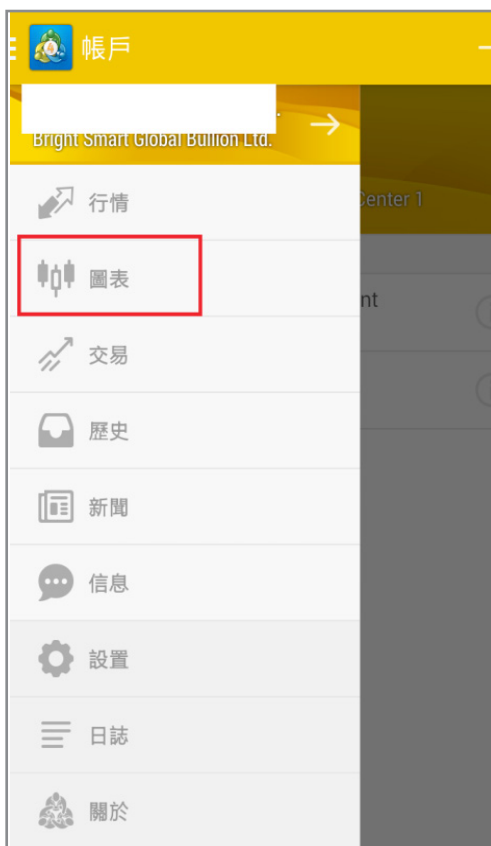 帳戶
Bright Smart Global Bullion Ltd.
Center 1
行情
圖表
nt
交易
歷史
新聞
信息
設置
日誌
關於